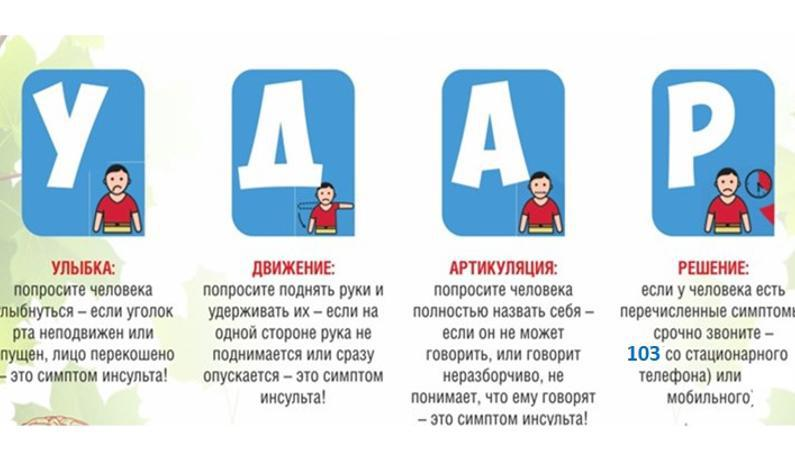 У
УЛЫБКА:
попросите человека
лыбнуться – если уголок
рта неподвижен или
пущен, лицо перекошено
– это симптом инсульта!
Д
ДВИЖЕНИЕ:
попросите поднять руки и
удерживать их – если на
одной стороне рука не
поднимается или сразу
опускается – это симптом
инсульта!
А
АРТИКУЛЯЦИЯ:
попросите человека
полностью назвать себя –
если он не может
говорить, или говорит
неразборчиво, не
понимает, что ему говорят
– это симптом инсульта!
Р
РЕШЕНИЕ:
если у человека есть
перечисленные симптомы
срочно звоните –
103 со стационарного
телефона) или
мобильного)